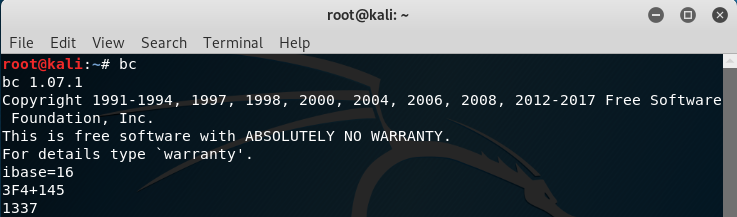 root@kali: ~
File Edit View Search Terminal Help
root@kali:~# bc
bc 1.07.1
Copyright 1991-1994, 1997, 1998, 2000, 2004, 2006, 2008, 2012-2017 Free Software
 Foundation, Inc.
This is free software with ABSOLUTELY NO WARRANTY.
For details type `warranty'.
ibase=16
3F4+145
1337